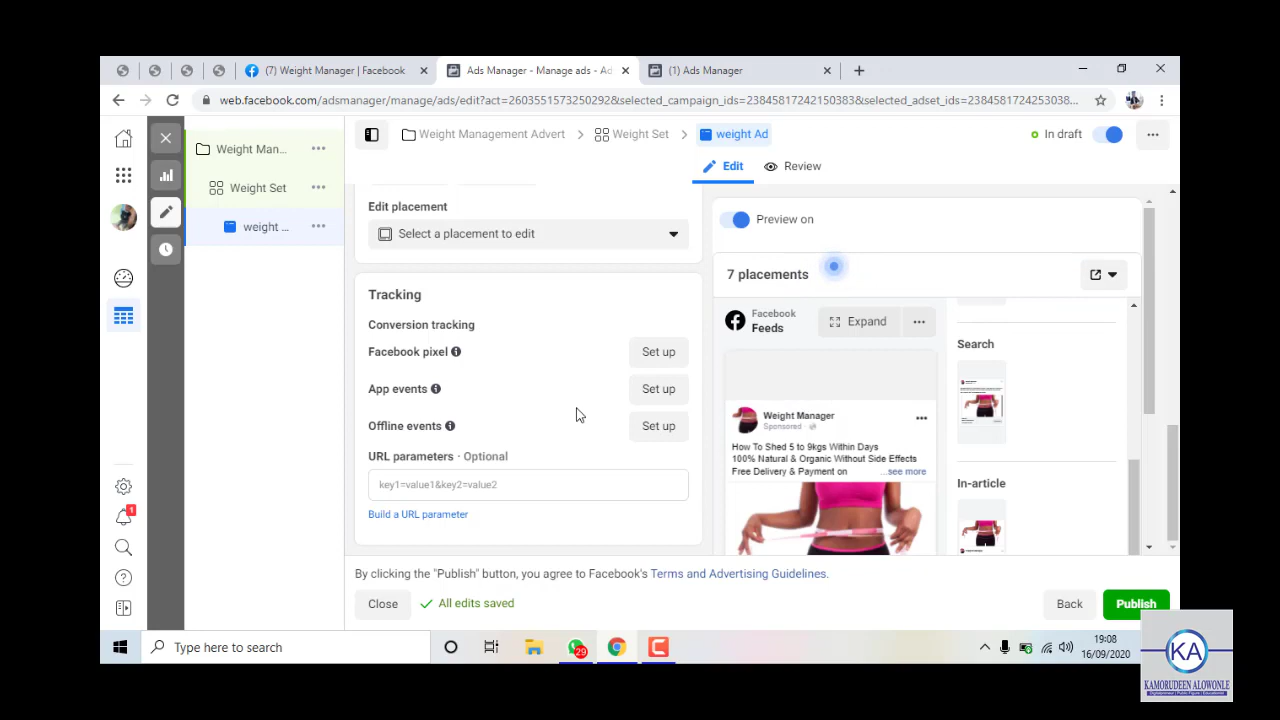 (7) Weight Manager | Facebook
Ads Manager - Manage ads - Ad
(1) Ads Manager
web.facebook.com/adsmanager/manage/ads/edit?act=2603551573250292&selected_campaign_ids=23845817242150383&selected_adset_ids=238458172425​3038...
Weight Man...
Weight Set
weight ...
Weight Management Advert
Weight Set
weight Ad
In draft
Edit
Review
Edit placement
Select a placement to edit
Tracking
Conversion tracking
Facebook pixel
Set up
App events
Set up
Offline events
Set up
URL parameters · Optional
key1=value1&key2=value2
Build a URL parameter
Preview on
7 placements
Facebook
Feeds
Expand
Weight Manager
Sponsored ·
How To Shed 5 to 9kgs Within Days
100% Natural & Organic Without Side Effects
Free Delivery & Payment on ...see more
Search
In-article
By clicking the "Publish" button, you agree to Facebook's Terms and Advertising Guidelines.
Close
All edits saved
Back
Publish
1
Type here to search
29
19:08
16/09/2020
KA
KAMORUDEEN ALOWONLE